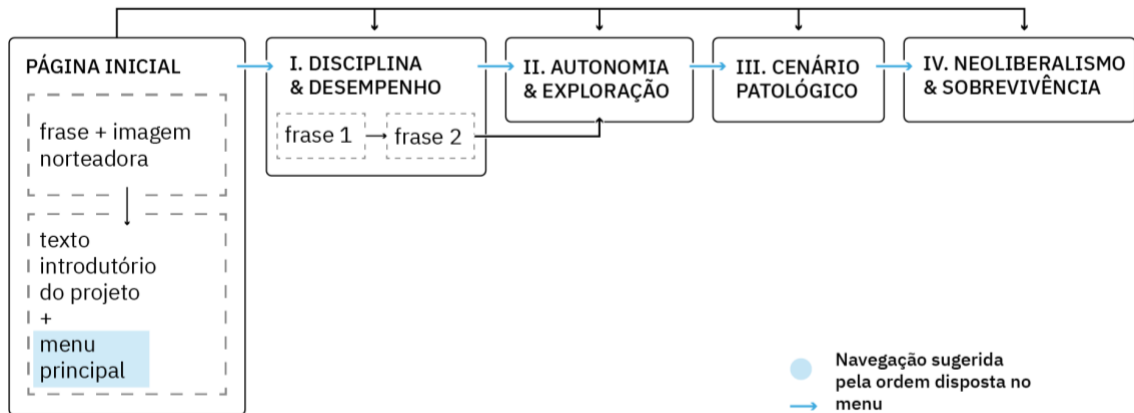 PÁGINA INICIAL
frase + imagem
norteadora
texto
introdutório
do projeto
+
menu
principal
I. DISCIPLINA
& DESEMPENHO
frase 1
frase 2
II. AUTONOMIA
& EXPLORAÇÃO
III. CENÁRIO
PATOLÓGICO
IV. NEOLIBERALISMO
& SOBREVIVÊNCIA
Navegação sugerida
pela ordem disposta no
menu